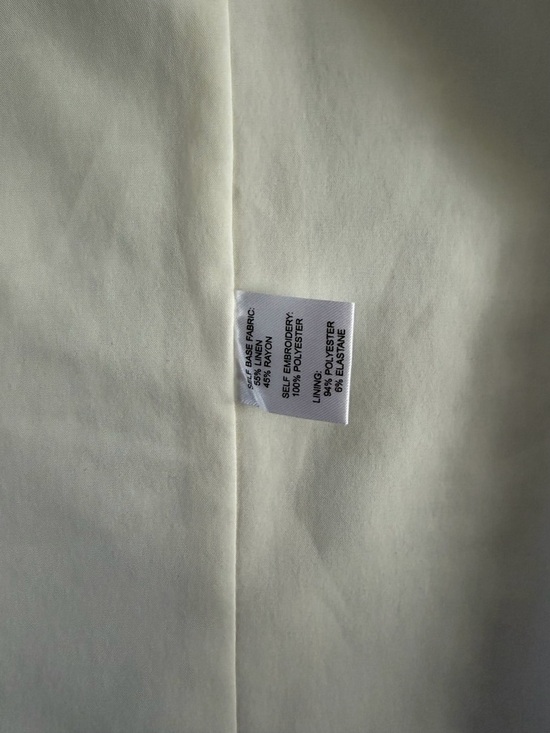 SELF BASE FABRIC:
55% LINEN
45% RAYON
SELF EMBROIDERY:
100% POLYESTER
LINING:
94% POLYESTER
6% ELASTANE